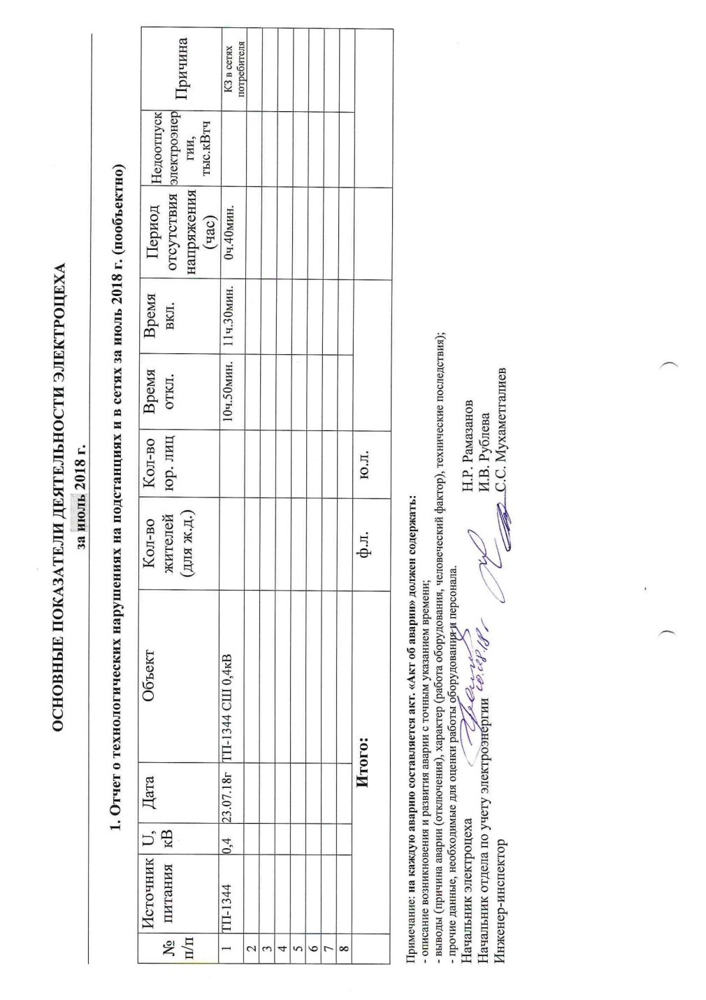 ОСНОВНЫЕ ПОКАЗАТЕЛИ ДЕЯТЕЛЬНОСТИ ЭЛЕКТРОЦЕХА
за июль 2018 г.
1. Отчет о технологических нарушениях на подстанциях и в сетях за июль 2018 г. (пообъектно)
№ п/п | Источник питания | U, кВ | Дата | Объект | Кол-во жителей (для ж.д.) | Кол-во юр. лиц | Время откл. | Время вкл. | Период отсутствия напряжения (час) | Недоотпуск электроэнер гии, тыс.кВтч | Причина
1 | ТП-1344 | 0,4 | 23.07.18г | ТП-1344 СШ 0,4кВ | | | 10ч.50мин. | 11ч.30мин. | 0ч.40мин. | | КЗ в сетях потребителя
2
3
4
5
6
7
8
Итого: | ф.л. | ю.л.
Примечание: на каждую аварию составляется акт. «Акт об аварии» должен содержать:
- описание возникновения и развития аварии с точным указанием времени;
- выводы (причина аварии (отключения), характер (работа оборудования, человеческий фактор), технические последствия);
- прочие данные, необходимые для оценки работы оборудования и персонала.
Начальник электроцеха Н.Р. Рамазанов
Начальник отдела по учету электроэнергии 10.08.18г И.В. Рублева
Инженер-инспектор С.С. Мухаметгалиев